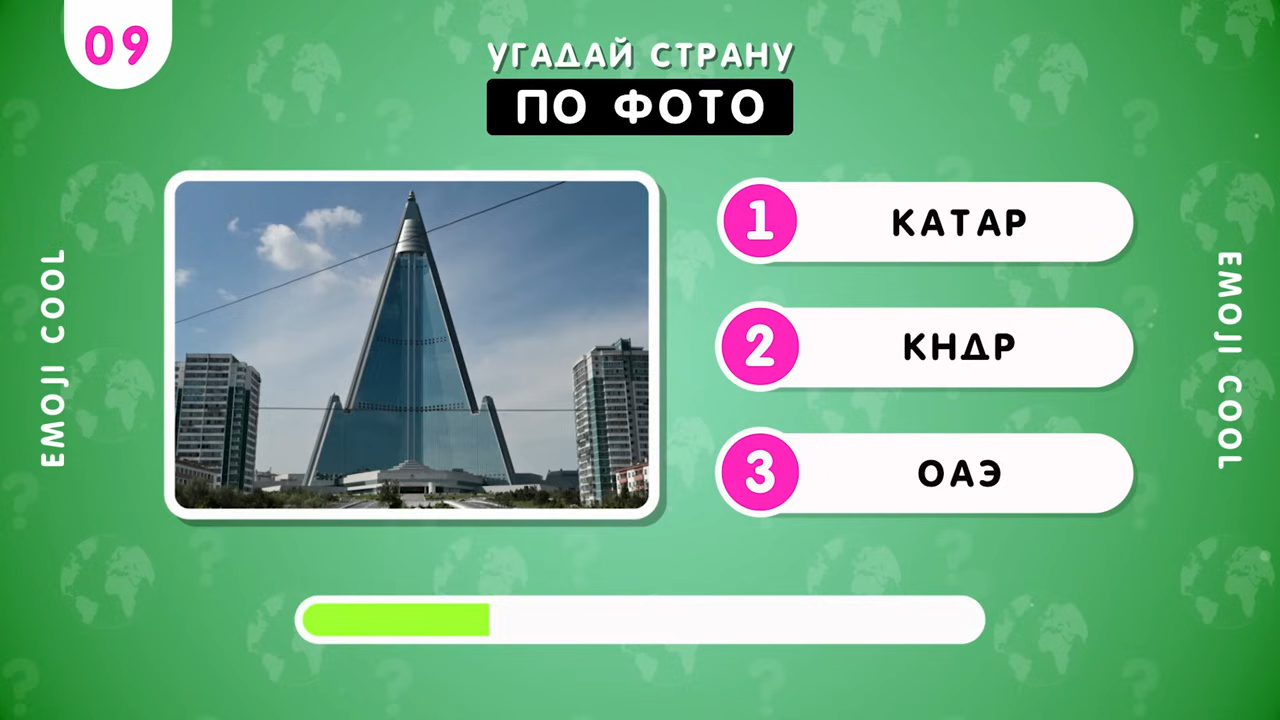 09
УГАДАЙ СТРАНУ
ПО ФОТО
EMOJI COOL
1 КАТАР
2 КНДР
3 ОАЭ
EMOJI COOL